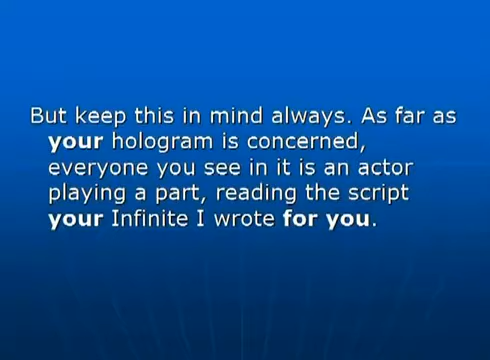 But keep this in mind always. As far as
your hologram is concerned,
everyone you see in it is an actor
playing a part, reading the script
your Infinite I wrote for you.